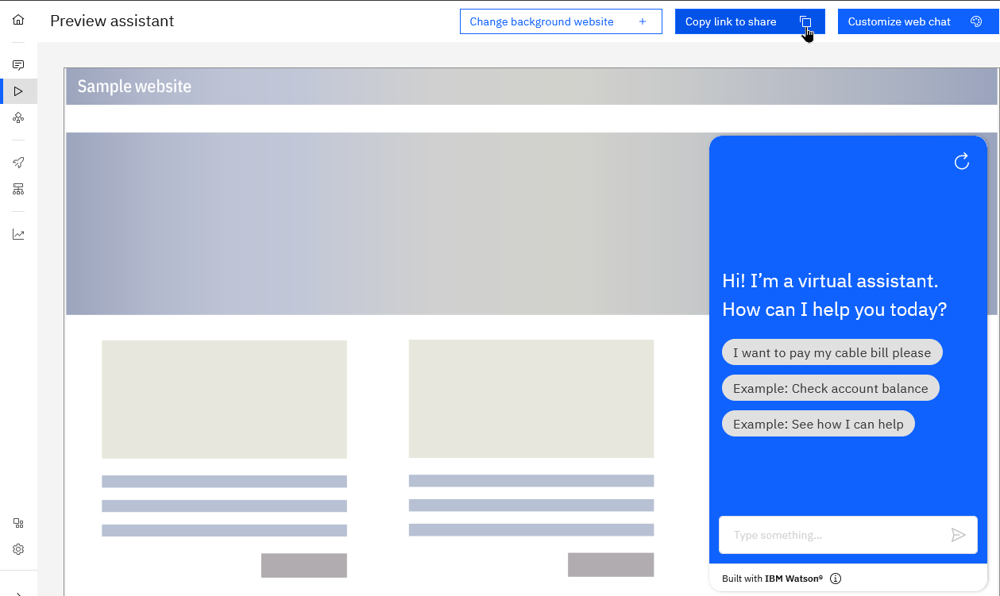 Preview assistant
Change background website
Copy link to share
Customize web chat
Sample website
Hi! I’m a virtual assistant.
How can I help you today?
I want to pay my cable bill please
Example: Check account balance
Example: See how I can help
Type something...
Built with IBM Watson®